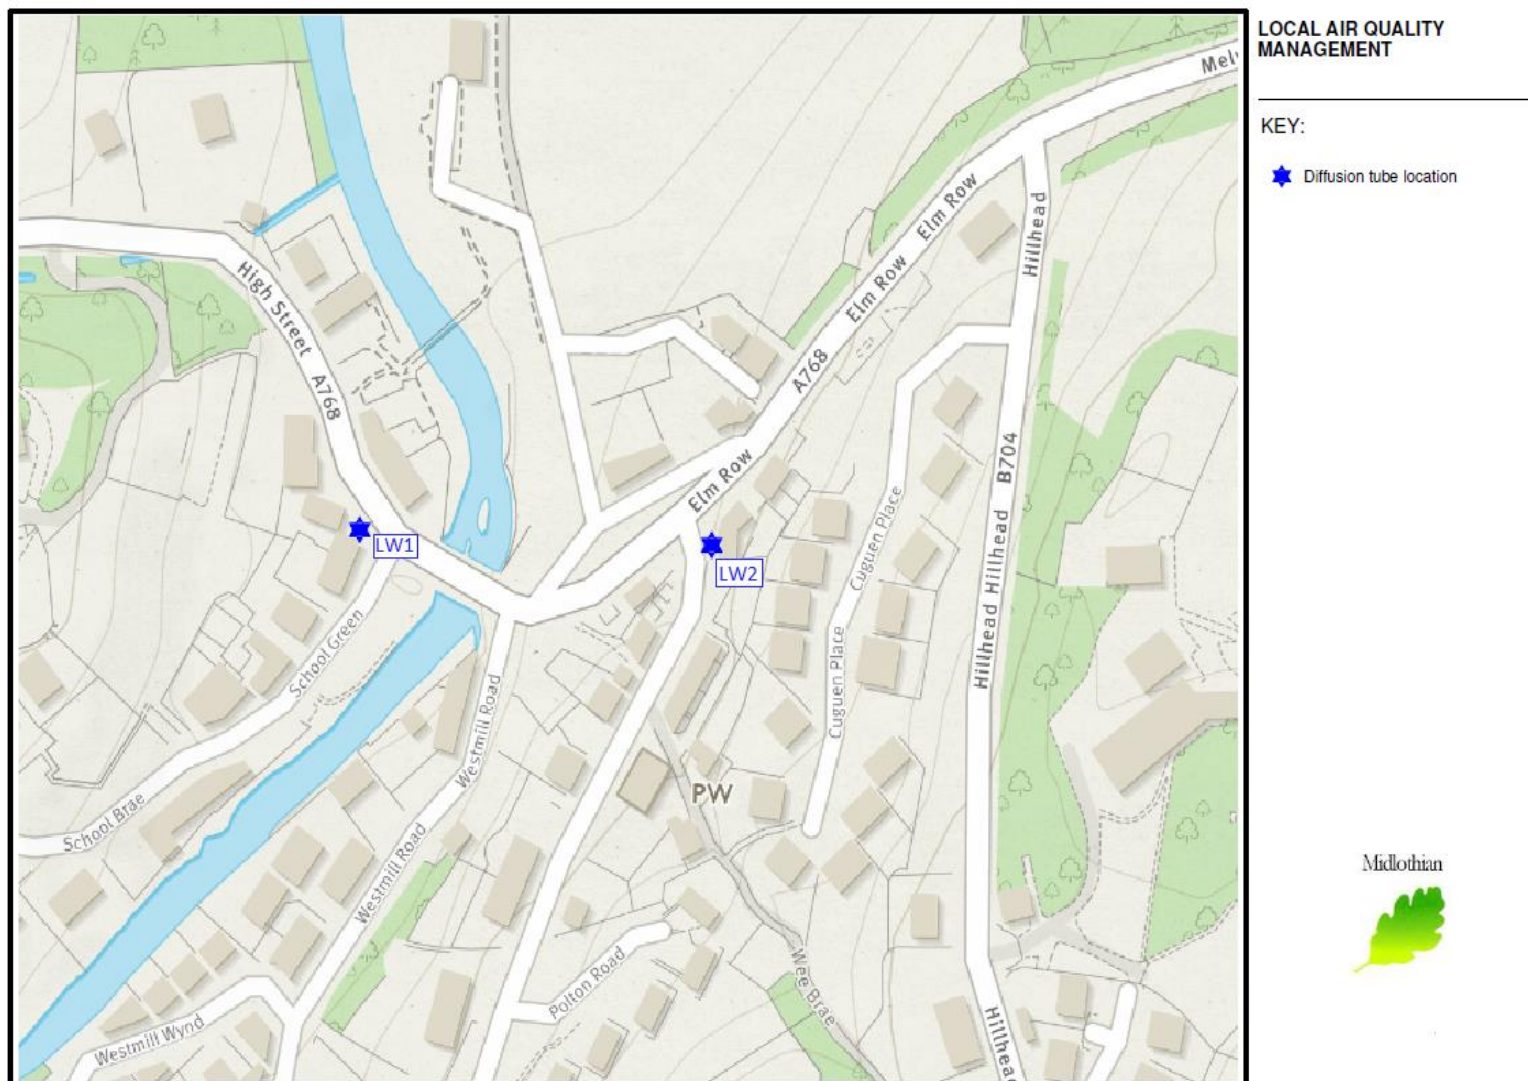 LOCAL AIR QUALITY
MANAGEMENT
KEY:
Diffusion tube location
Midlothian
Elm Row
Elm Row
A768
Elm Row
Hillhead
High Street
A768
LW1
LW2
School Green
School Brae
Westmill Road
Westmill Road
Westmill Wynd
Cuguen Place
Cuguen Place
B704
Hillhead Hillhead
Hillhead
PW
Polton Road
Wee Brae